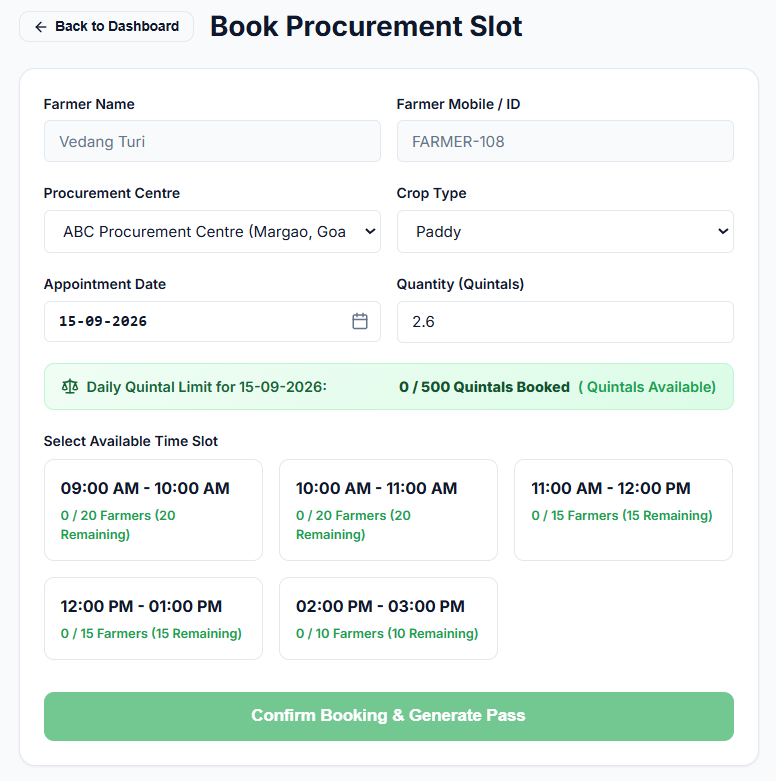 Back to Dashboard
Book Procurement Slot
Farmer Name
Farmer Mobile / ID
Vedang Turi
FARMER-108
Procurement Centre
Crop Type
ABC Procurement Centre (Margao, Goa
Paddy
Appointment Date
Quantity (Quintals)
15-09-2026
2.6
Daily Quintal Limit for 15-09-2026:
0 / 500 Quintals Booked ( Quintals Available)
Select Available Time Slot
09:00 AM - 10:00 AM
0 / 20 Farmers (20
Remaining)
10:00 AM - 11:00 AM
0 / 20 Farmers (20
Remaining)
11:00 AM - 12:00 PM
0 / 15 Farmers (15 Remaining)
12:00 PM - 01:00 PM
0 / 15 Farmers (15 Remaining)
02:00 PM - 03:00 PM
0 / 10 Farmers (10 Remaining)
Confirm Booking & Generate Pass